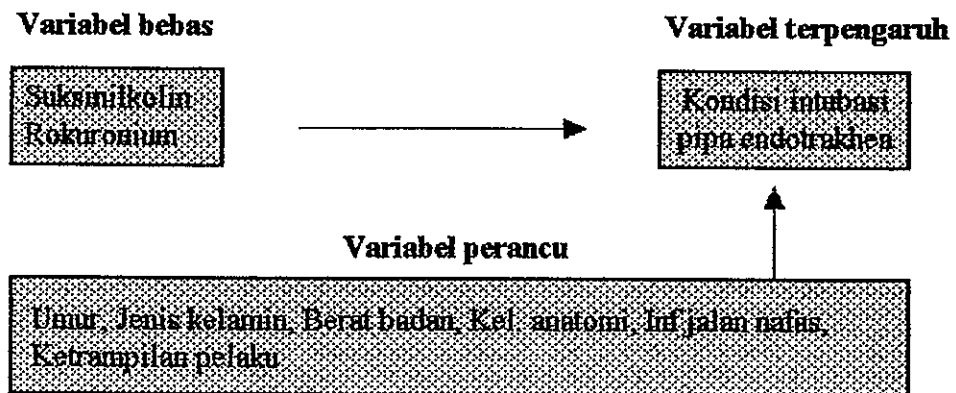 Variabel bebas
Variabel terpengaruh
Suksinilkolin
Rokuronium
Kondisi intubasi
pipa endotrakhea
Variabel perancu
Umur, Jenis kelamin, Berat badan, Kel. anatomi, Inf jalan nafas,
Ketrampilan pelaku